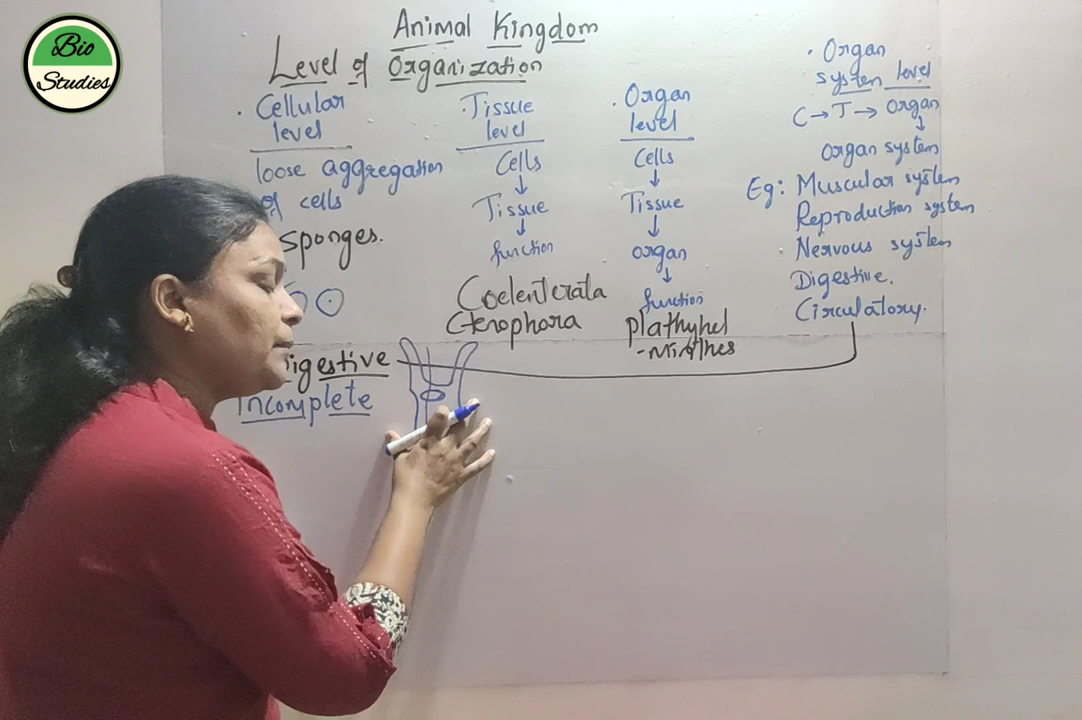 Bio
Studies
Animal Kingdom
Level of Organization
. Cellular
level
loose aggregation
of cells
sponges.
. Tissue
level
Cells
↓
Tissue
↓
function
Coelenterata
Ctenophora
. Organ
level
Cells
↓
Tissue
↓
organ
↓
function
plathyhel
-minthes
. Organ
system level
C → T → Organ
↓
Organ system
Eg: Muscular system
Reproduction system
Nervous system
Digestive.
Circulatory.
Digestive
Incomplete